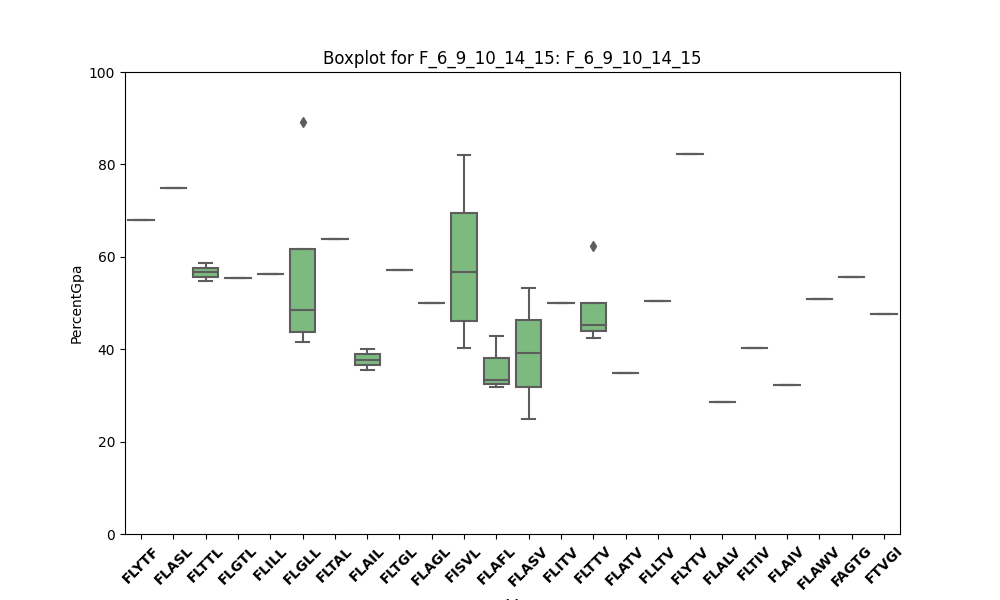 Boxplot for F_6_9_10_14_15: F_6_9_10_14_15
100
80
60
40
20
0
PercentGpa
FLYTF FLASL FLTTL FLGTL FLILL FLGLL FLTAL FLAIL FLTGL FLAGL FISVL FLAFL FLASV FLITV FLTTV FLATV FLLTV FLYTV FLALV FLTIV FLAIV FLAWV FAGTG FTVGI